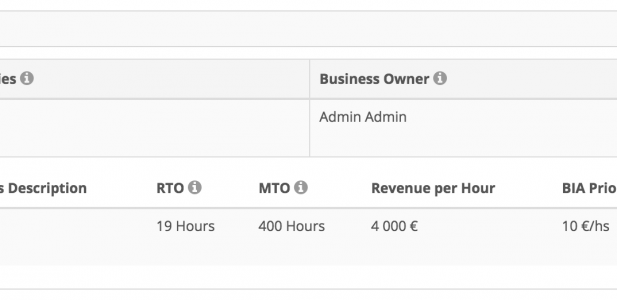 ies Business Owner
Admin Admin
s Description RTO MTO Revenue per Hour BIA Prio
19 Hours 400 Hours 4 000 € 10 €/hs